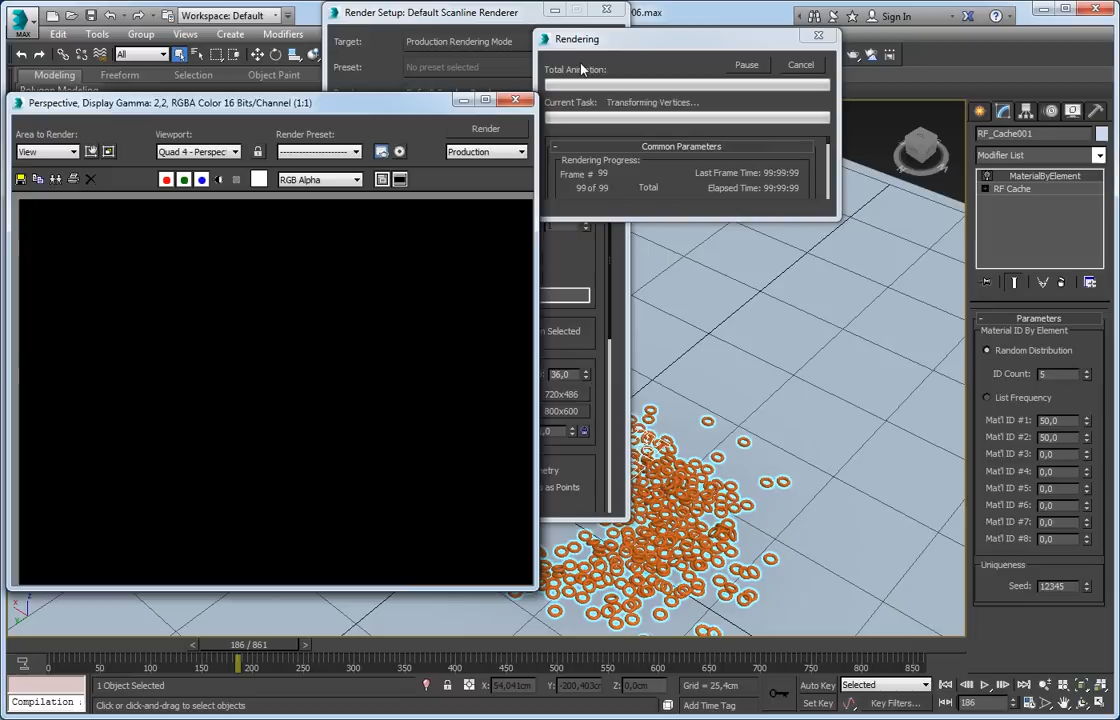 MAX
Workspace: Default
Render Setup: Default Scanline Renderer
06.max
Sign In
Edit Tools Group Views Create Modifiers
All
Target: Production Rendering Mode
Preset: No preset selected
Modeling Freeform Selection Object Paint
Polygon Modeling
Rendering
Total Animation:
Pause Cancel
Current Task: Transforming Vertices...
Common Parameters
Rendering Progress:
Frame # 99 Last Frame Time: 99:99:99
99 of 99 Total Elapsed Time: 99:99:99
Perspective, Display Gamma: 2,2, RGBA Color 16 Bits/Channel (1:1)
Area to Render: Viewport: Render Preset: Render
View Quad 4 - Perspec Production
RGB Alpha
1
n Selected
36,0
720x486
800x600
,0
metry
as Points
RF_Cache001
Modifier List
MaterialByElement
RF Cache
Parameters
Material ID By Element
Random Distribution
ID Count: 5
List Frequency
Mat'l ID #1: 50,0
Mat'l ID #2: 50,0
Mat'l ID #3: 0,0
Mat'l ID #4: 0,0
Mat'l ID #5: 0,0
Mat'l ID #6: 0,0
Mat'l ID #7: 0,0
Mat'l ID #8: 0,0
Uniqueness
Seed: 12345
186 / 861
0 50 100 150 200 250 300 350 400 450 500 550 600 650 700 750 800 850
1 Object Selected
X: 54,041cm Y: -200,403cm Z: 0,0cm Grid = 25,4cm
Auto Key Selected
Compilation
Click or click-and-drag to select objects
Add Time Tag
Set Key Key Filters... 186